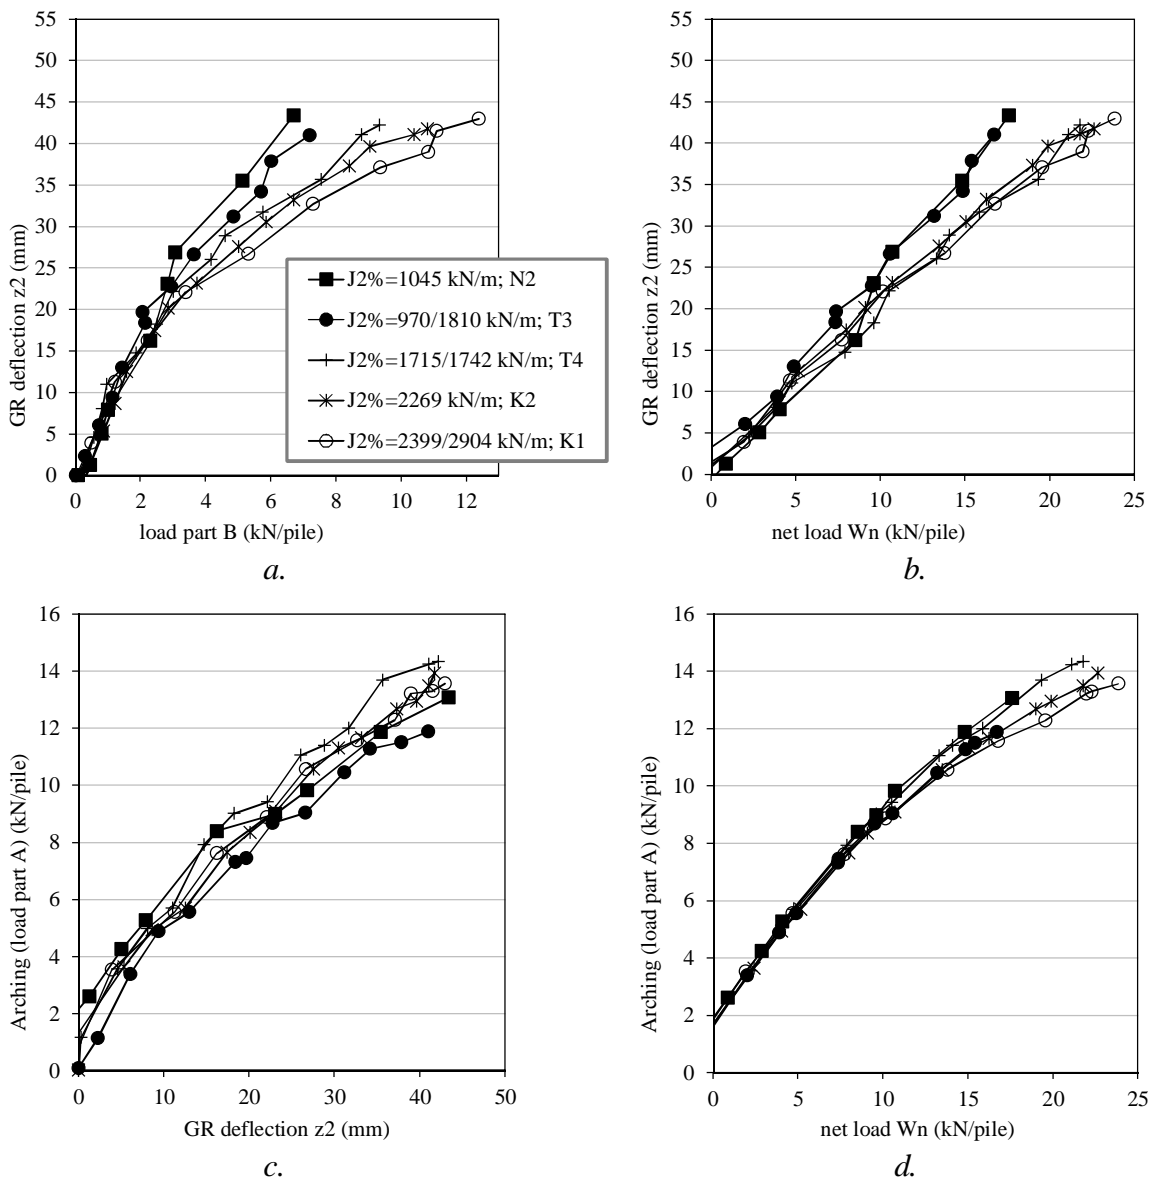 55
50
45
40
35
30
25
20
15
10
5
0
GR deflection z2 (mm)
0 2 4 6 8 10 12
load part B (kN/pile)
J2%=1045 kN/m; N2
J2%=970/1810 kN/m; T3
J2%=1715/1742 kN/m; T4
J2%=2269 kN/m; K2
J2%=2399/2904 kN/m; K1
a.
55
50
45
40
35
30
25
20
15
10
5
0
GR deflection z2 (mm)
0 5 10 15 20 25
net load Wn (kN/pile)
b.
16
14
12
10
8
6
4
2
0
Arching (load part A) (kN/pile)
0 10 20 30 40 50
GR deflection z2 (mm)
c.
16
14
12
10
8
6
4
2
0
Arching (load part A) (kN/pile)
0 5 10 15 20 25
net load Wn (kN/pile)
d.